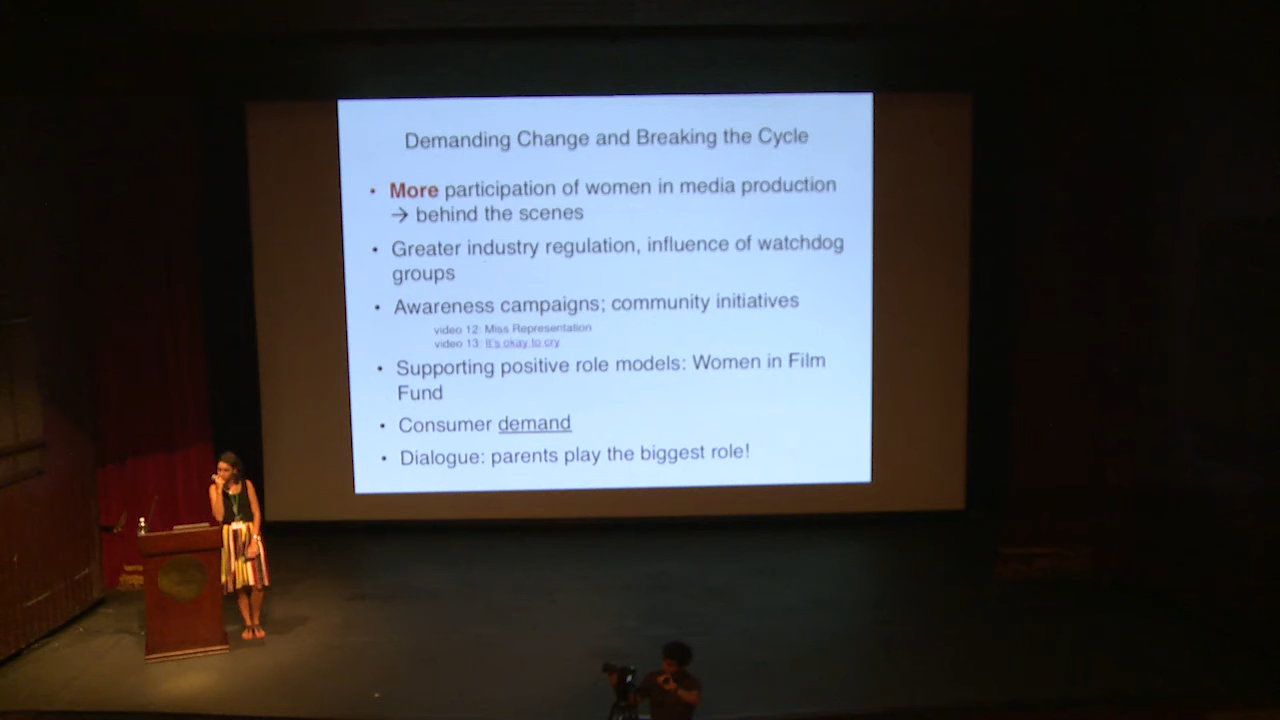 Demanding Change and Breaking the Cycle
• More participation of women in media production
→ behind the scenes
• Greater industry regulation, influence of watchdog
groups
• Awareness campaigns; community initiatives
video 12: Miss Representation
video 13: It's okay to cry
• Supporting positive role models: Women in Film
Fund
• Consumer demand
• Dialogue: parents play the biggest role!